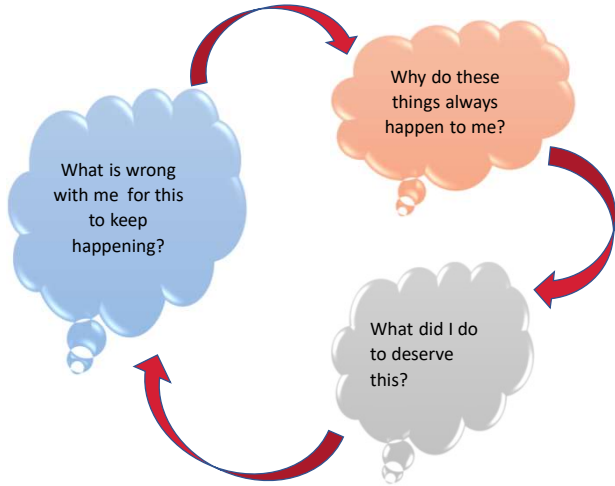 Why do these
things always
happen to me?
What is wrong
with me for this
to keep
happening?
What did I do
to deserve
this?